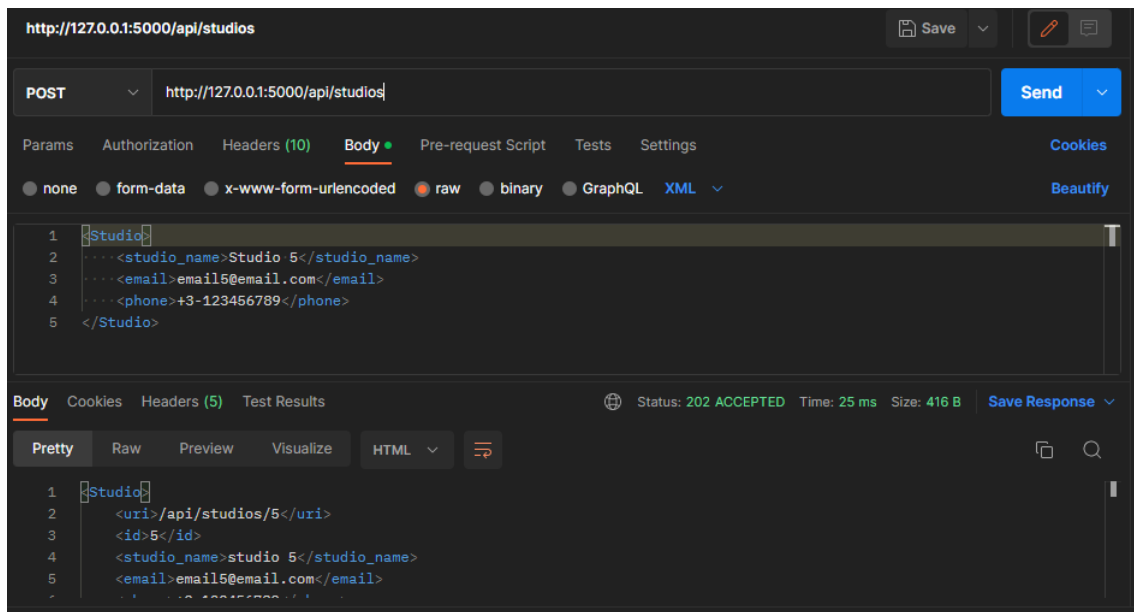 http://127.0.0.1:5000/api/studios Save
POST http://127.0.0.1:5000/api/studios Send
Params Authorization Headers (10) Body Pre-request Script Tests Settings Cookies
none form-data x-www-form-urlencoded raw binary GraphQL XML Beautify
1 <Studio>
2 ····<studio_name>Studio·5</studio_name>
3 ····<email>email5@email.com</email>
4 ····<phone>+3-123456789</phone>
5 </Studio>
Body Cookies Headers (5) Test Results Status: 202 ACCEPTED Time: 25 ms Size: 416 B Save Response
Pretty Raw Preview Visualize HTML
1 <Studio>
2 <uri>/api/studios/5</uri>
3 <id>5</id>
4 <studio_name>studio 5</studio_name>
5 <email>email5@email.com</email>